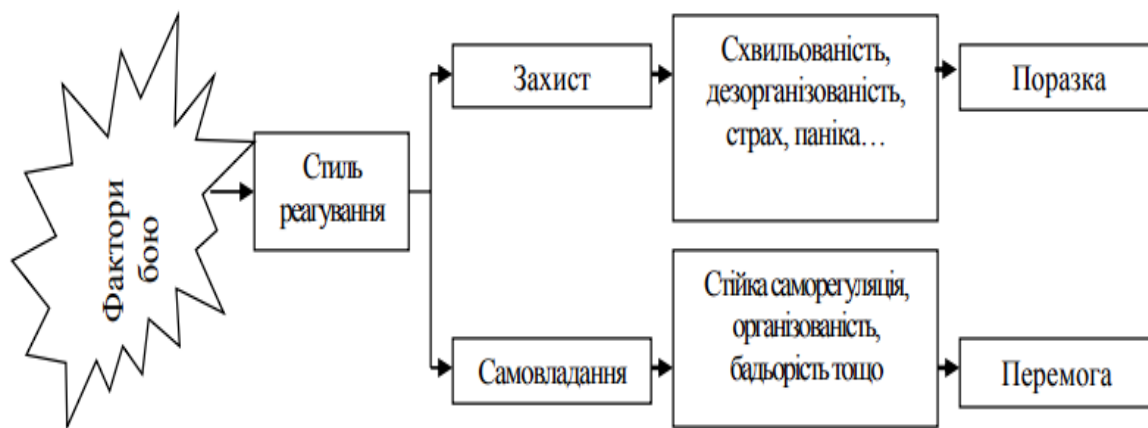 Фактори
бою
Стиль
реагування
Захист
Схвильованість,
дезорганізованість,
страх, паніка…
Поразка
Самовладання
Стійка саморегуляція,
організованість,
бадьорість тощо
Перемога